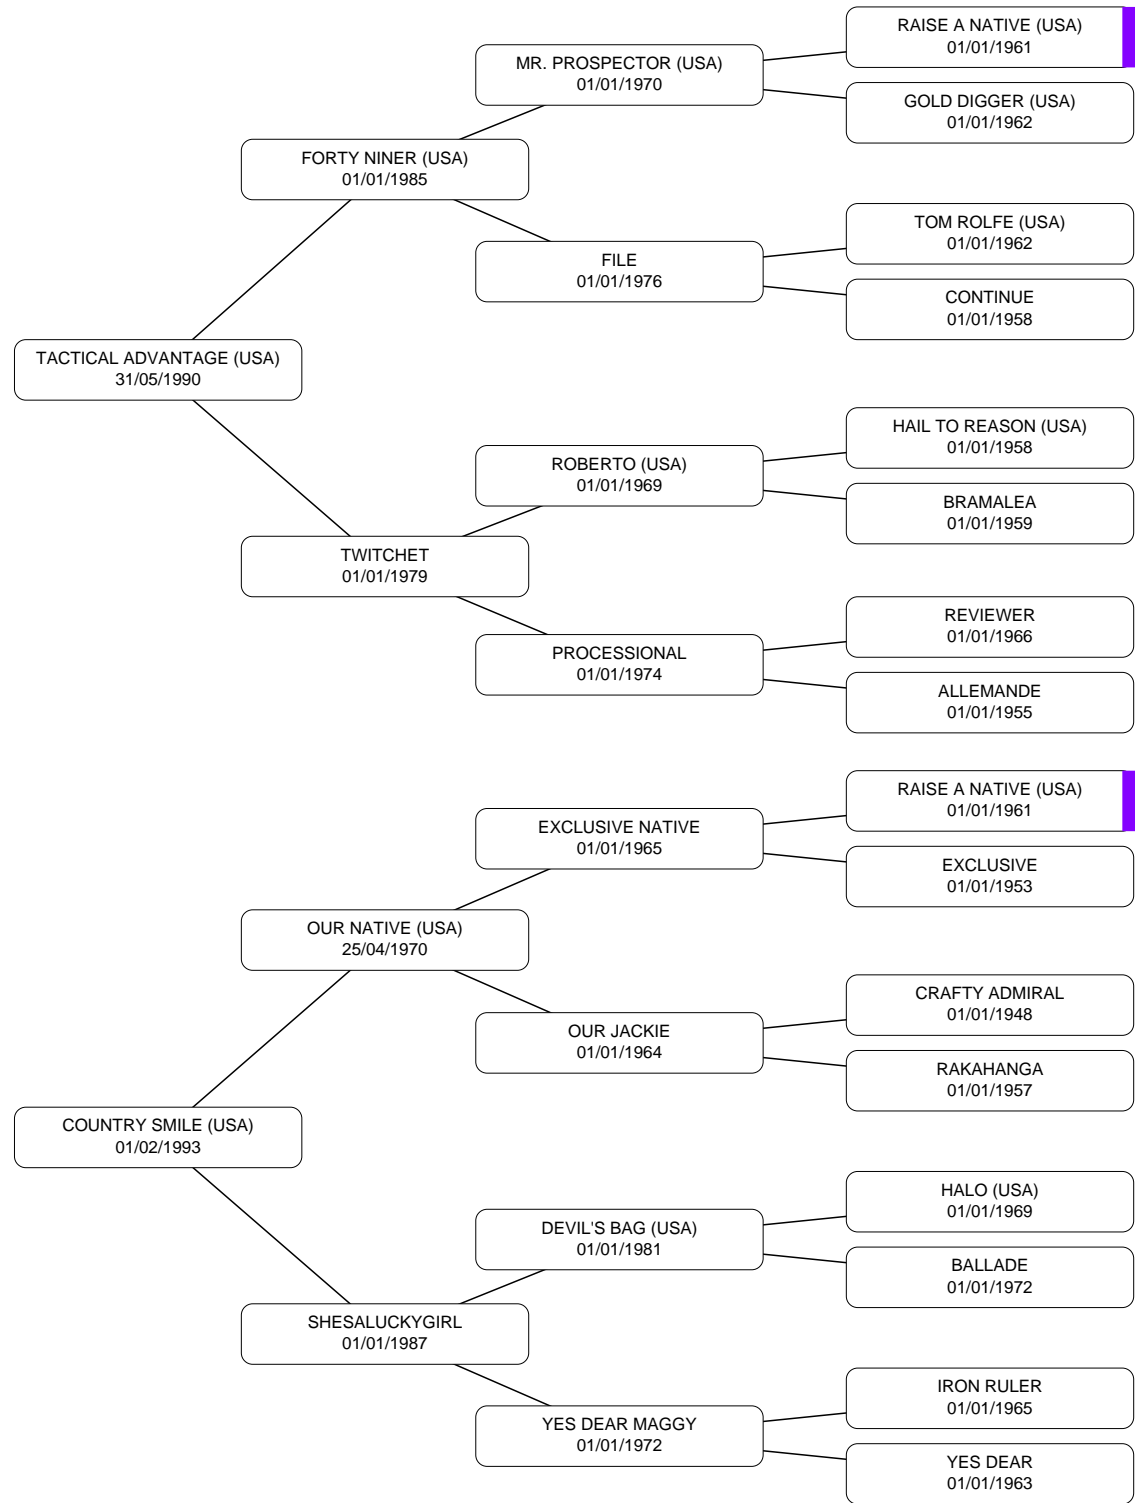 RAISE A NATIVE (USA)
01/01/1961
MR. PROSPECTOR (USA)
01/01/1970
GOLD DIGGER (USA)
01/01/1962
FORTY NINER (USA)
01/01/1985
TOM ROLFE (USA)
01/01/1962
FILE
01/01/1976
CONTINUE
01/01/1958
TACTICAL ADVANTAGE (USA)
31/05/1990
HAIL TO REASON (USA)
01/01/1958
ROBERTO (USA)
01/01/1969
BRAMALEA
01/01/1959
TWITCHET
01/01/1979
REVIEWER
01/01/1966
PROCESSIONAL
01/01/1974
ALLEMANDE
01/01/1955
RAISE A NATIVE (USA)
01/01/1961
EXCLUSIVE NATIVE
01/01/1965
EXCLUSIVE
01/01/1953
OUR NATIVE (USA)
25/04/1970
CRAFTY ADMIRAL
01/01/1948
OUR JACKIE
01/01/1964
RAKAHANGA
01/01/1957
COUNTRY SMILE (USA)
01/02/1993
HALO (USA)
01/01/1969
DEVIL'S BAG (USA)
01/01/1981
BALLADE
01/01/1972
SHESALUCKYGIRL
01/01/1987
IRON RULER
01/01/1965
YES DEAR MAGGY
01/01/1972
YES DEAR
01/01/1963